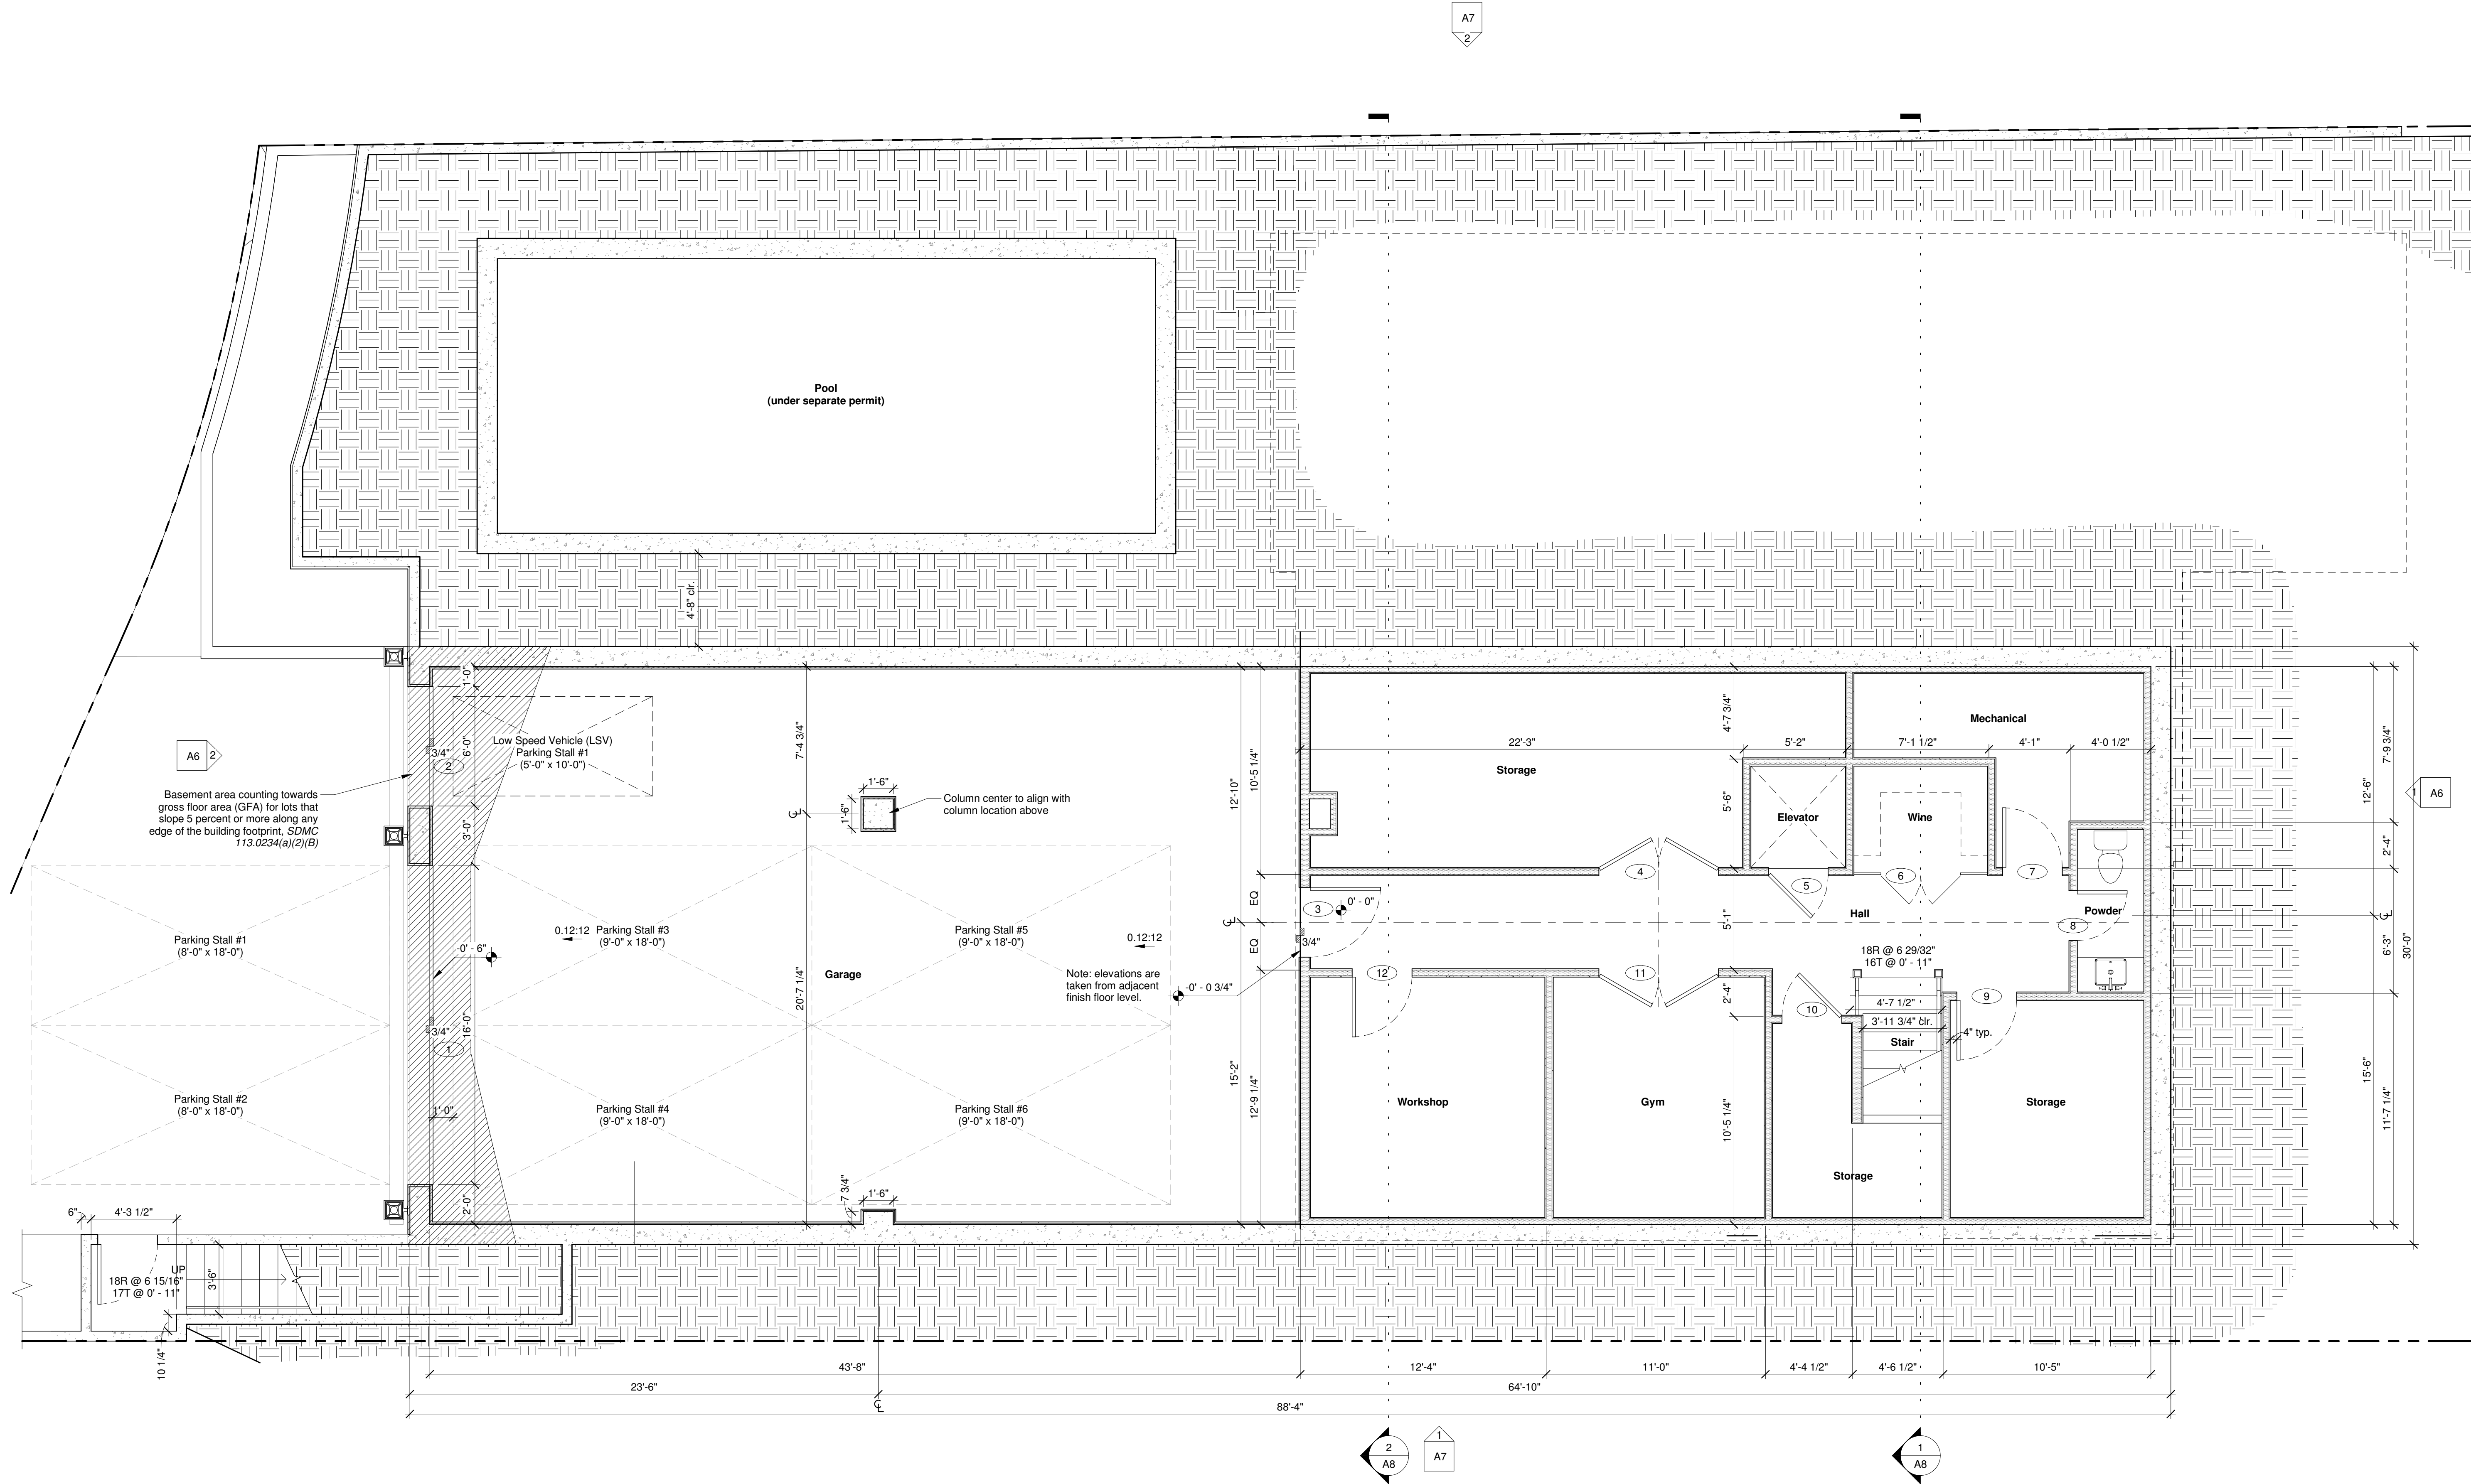 A7
2
Pool
(under separate permit)
4'-8" clr.
A6
2
Basement area counting towards
gross floor area (GFA) for lots that
slope 5 percent or more along any
edge of the building footprint, SDMC
113.0234(a)(2)(B)
1'-0"
6'-0"
3'-0"
16'-0"
2'-0"
3/4"
2
Low Speed Vehicle (LSV)
Parking Stall #1
(5'-0" x 10'-0")
7'-4 3/4"
20'-7 1/4"
1'-6"
1'-6"
Column center to align with
column location above
12'-10"
15'-2"
10'-5 1/4"
EQ
EQ
12'-9 1/4"
Parking Stall #1
(8'-0" x 18'-0")
Parking Stall #2
(8'-0" x 18'-0")
-0' - 6"
0.12:12
Parking Stall #3
(9'-0" x 18'-0")
Parking Stall #5
(9'-0" x 18'-0")
0.12:12
Garage
Note: elevations are
taken from adjacent
finish floor level.
-0' - 0 3/4"
3/4"
1
1'-0"
Parking Stall #4
(9'-0" x 18'-0")
Parking Stall #6
(9'-0" x 18'-0")
7 3/4"
1'-6"
22'-3"
5'-2"
7'-1 1/2"
4'-1"
4'-0 1/2"
4'-7 3/4"
5'-6"
5'-1"
2'-4"
10'-5 1/4"
Storage
Mechanical
Elevator
Wine
4
5
6
7
3
0' - 0"
3/4"
Hall
Powder
8
12
11
10
9
18R @ 6 29/32"
16T @ 0' - 11"
4'-7 1/2"
3'-11 3/4" clr.
4" typ.
Stair
Workshop
Gym
Storage
Storage
12'-6"
15'-6"
7'-9 3/4"
2'-4"
6'-3"
11'-7 1/4"
30'-0"
1
A6
6"
4'-3 1/2"
UP
18R @ 6 15/16"
17T @ 0' - 11"
3'-6"
10 1/4"
43'-8"
12'-4"
11'-0"
4'-4 1/2"
4'-6 1/2"
10'-5"
23'-6"
64'-10"
88'-4"
2
A8
1
A7
1
A8